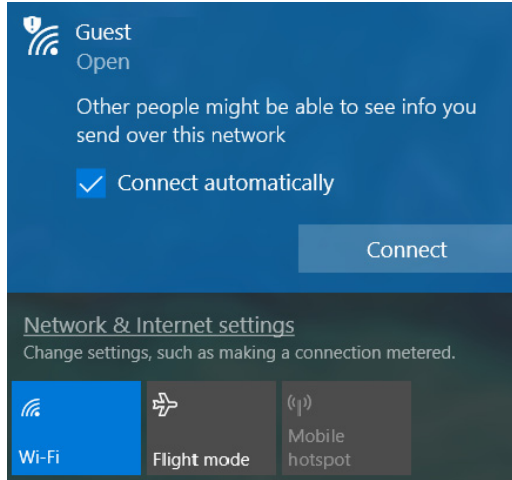 Guest
Open
Other people might be able to see info you
send over this network
Connect automatically
Connect
Network & Internet settings
Change settings, such as making a connection metered.
Wi-Fi
Flight mode
Mobile
hotspot